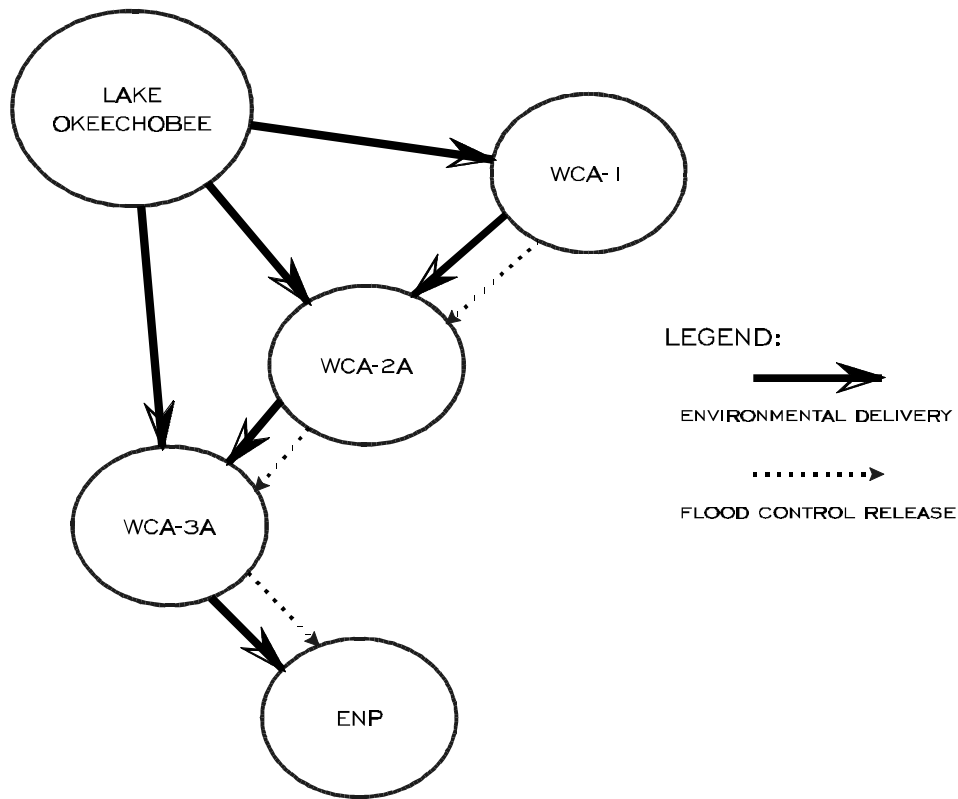 LAKE
OKEECHOBEE
WCA-1
WCA-2A
LEGEND:
ENVIRONMENTAL DELIVERY
FLOOD CONTROL RELEASE
WCA-3A
ENP